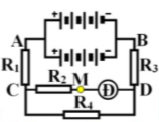 + - + -
A B
+ - + -
R1 R2 M Đ R3
C D
R4